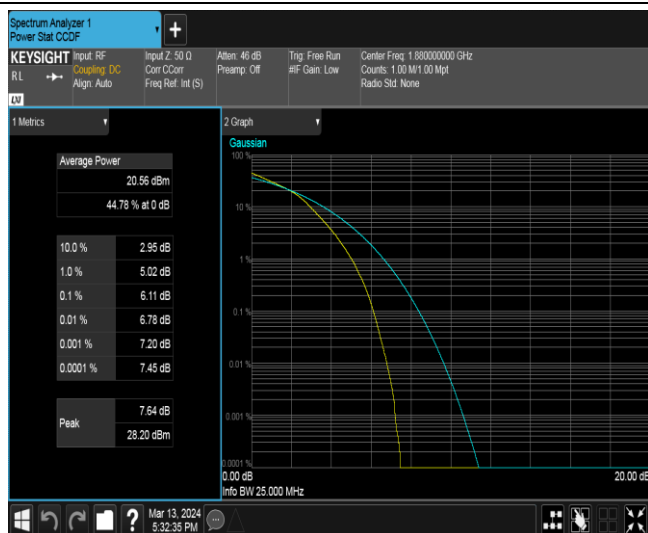 Spectrum Analyzer 1
Power Stat CCDF
+
KEYSIGHT
RL
LXI
Input: RF
Coupling: DC
Align: Auto
Input Z: 50 Ω
Corr CCorr
Freq Ref: Int (S)
Atten: 46 dB
Preamp: Off
Trig: Free Run
#IF Gain: Low
Center Freq: 1.880000000 GHz
Counts: 1.00 M/1.00 Mpt
Radio Std: None
1 Metrics
Average Power
20.56 dBm
44.78 % at 0 dB
10.0 % 2.95 dB
1.0 % 5.02 dB
0.1 % 6.11 dB
0.01 % 6.78 dB
0.001 % 7.20 dB
0.0001 % 7.45 dB
Peak 7.64 dB
28.20 dBm
2 Graph
Gaussian
100 %
10 %
1 %
0.1 %
0.01 %
0.001 %
0.0001 %
0.00 dB 20.00 dB
Info BW 25.000 MHz
?
Mar 13, 2024
5:32:35 PM